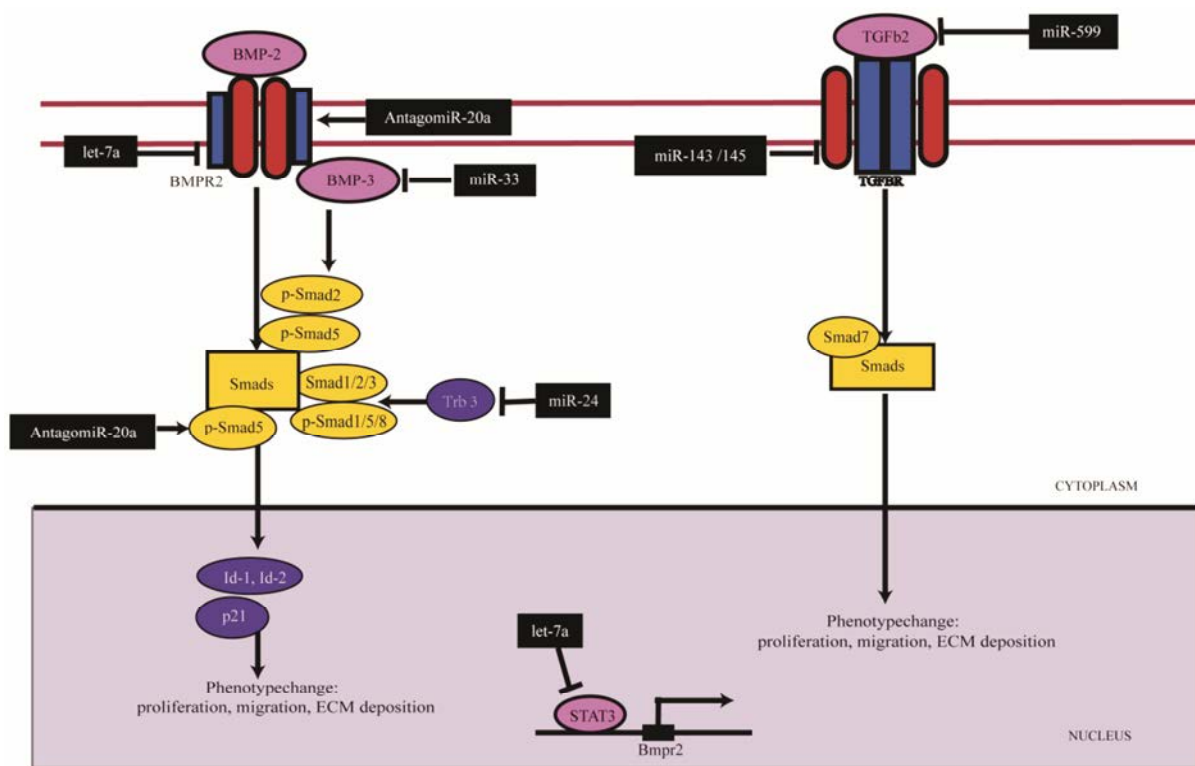 BMP-2
TGFb2
miR-599
AntagomiR-20a
let-7a
miR-143 /145
BMPR2
BMP-3
miR-33
TGFBR
p-Smad2
p-Smad5
Smad7
Smads
Smads
Smad1/2/3
Trb 3
miR-24
p-Smad5
p-Smad1/5/8
AntagomiR-20a
CYTOPLASM
Id-1, Id-2
p21
Phenotypechange:
proliferation, migration, ECM deposition
let-7a
Phenotypechange:
proliferation, migration, ECM deposition
STAT3
Bmpr2
NUCLEUS